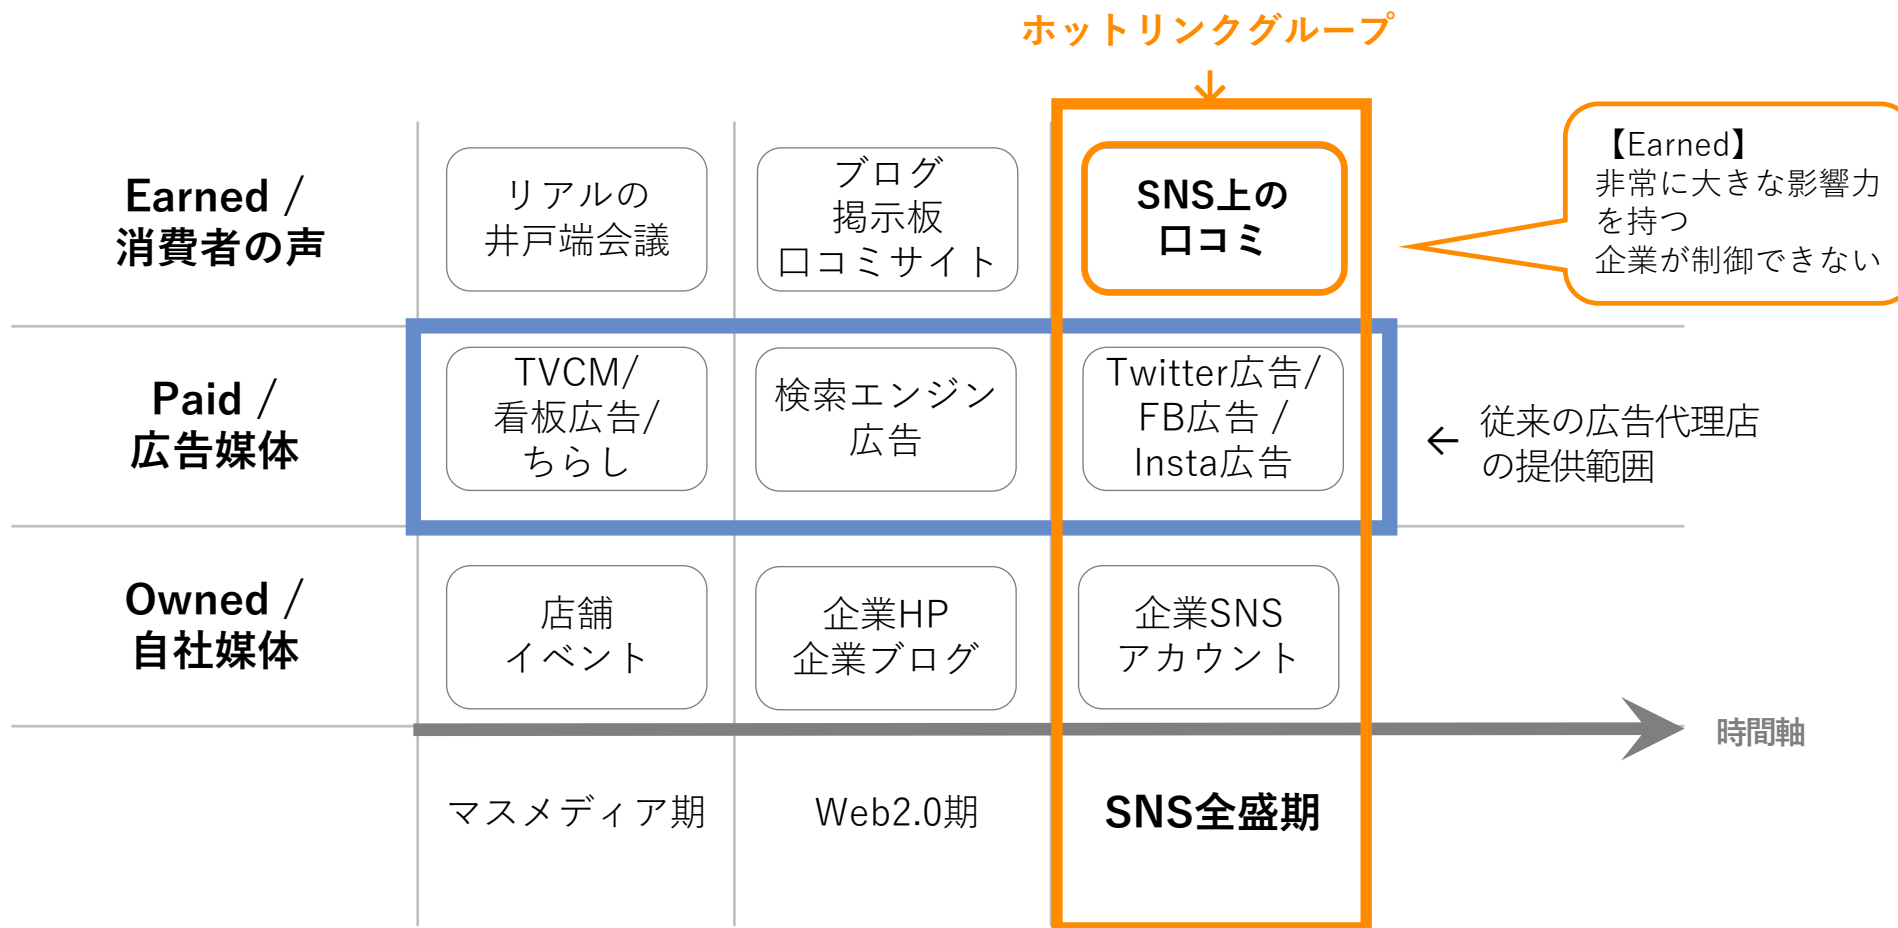 ホットリンクグループ
↓
Earned /
消費者の声
リアルの
井戸端会議
ブログ
掲示板
口コミサイト
SNS上の
口コミ
【Earned】
非常に大きな影響力
を持つ
企業が制御できない
Paid /
広告媒体
TVCM/
看板広告/
ちらし
検索エンジン
広告
Twitter広告/
FB広告 /
Insta広告
← 従来の広告代理店
の提供範囲
Owned /
自社媒体
店舗
イベント
企業HP
企業ブログ
企業SNS
アカウント
時間軸
マスメディア期
Web2.0期
SNS全盛期